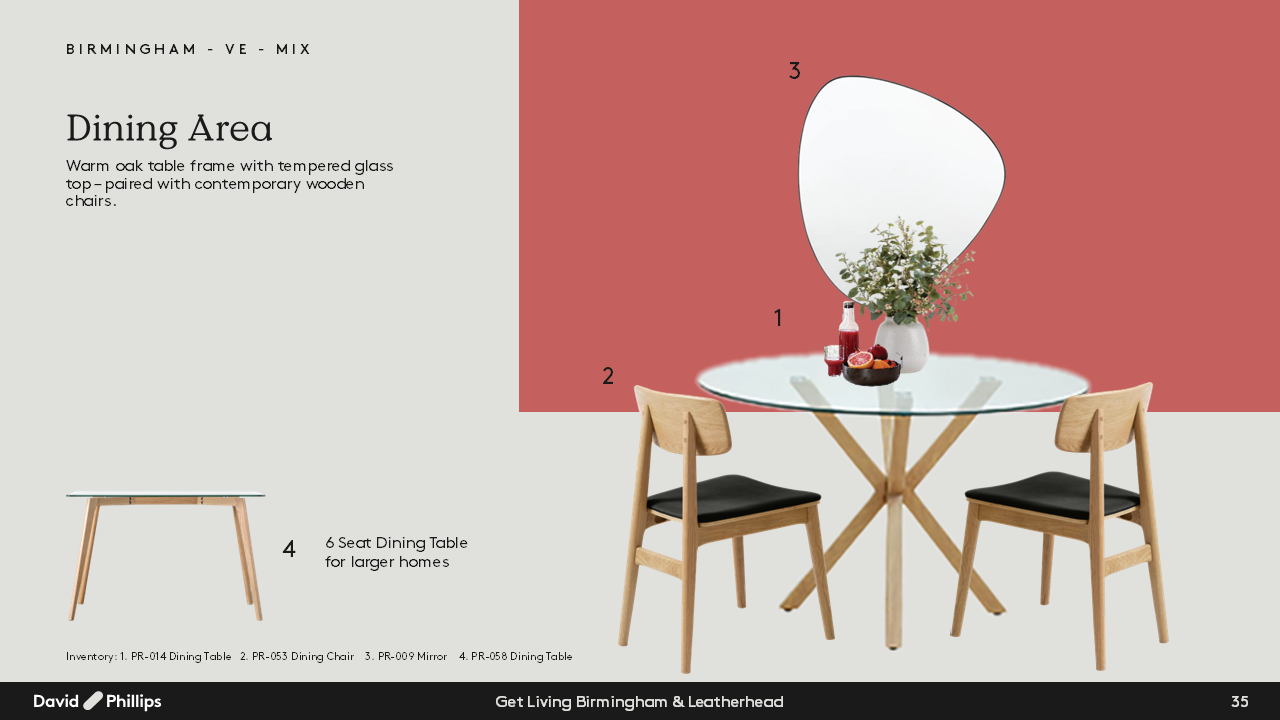 BIRMINGHAM - VE - MIX
Dining Area
Warm oak table frame with tempered glass
top – paired with contemporary wooden
chairs.
3
1
2
4
6 Seat Dining Table
for larger homes
Inventory: 1. PR-014 Dining Table 2. PR-053 Dining Chair 3. PR-009 Mirror 4. PR-058 Dining Table
David Phillips
Get Living Birmingham & Leatherhead
35